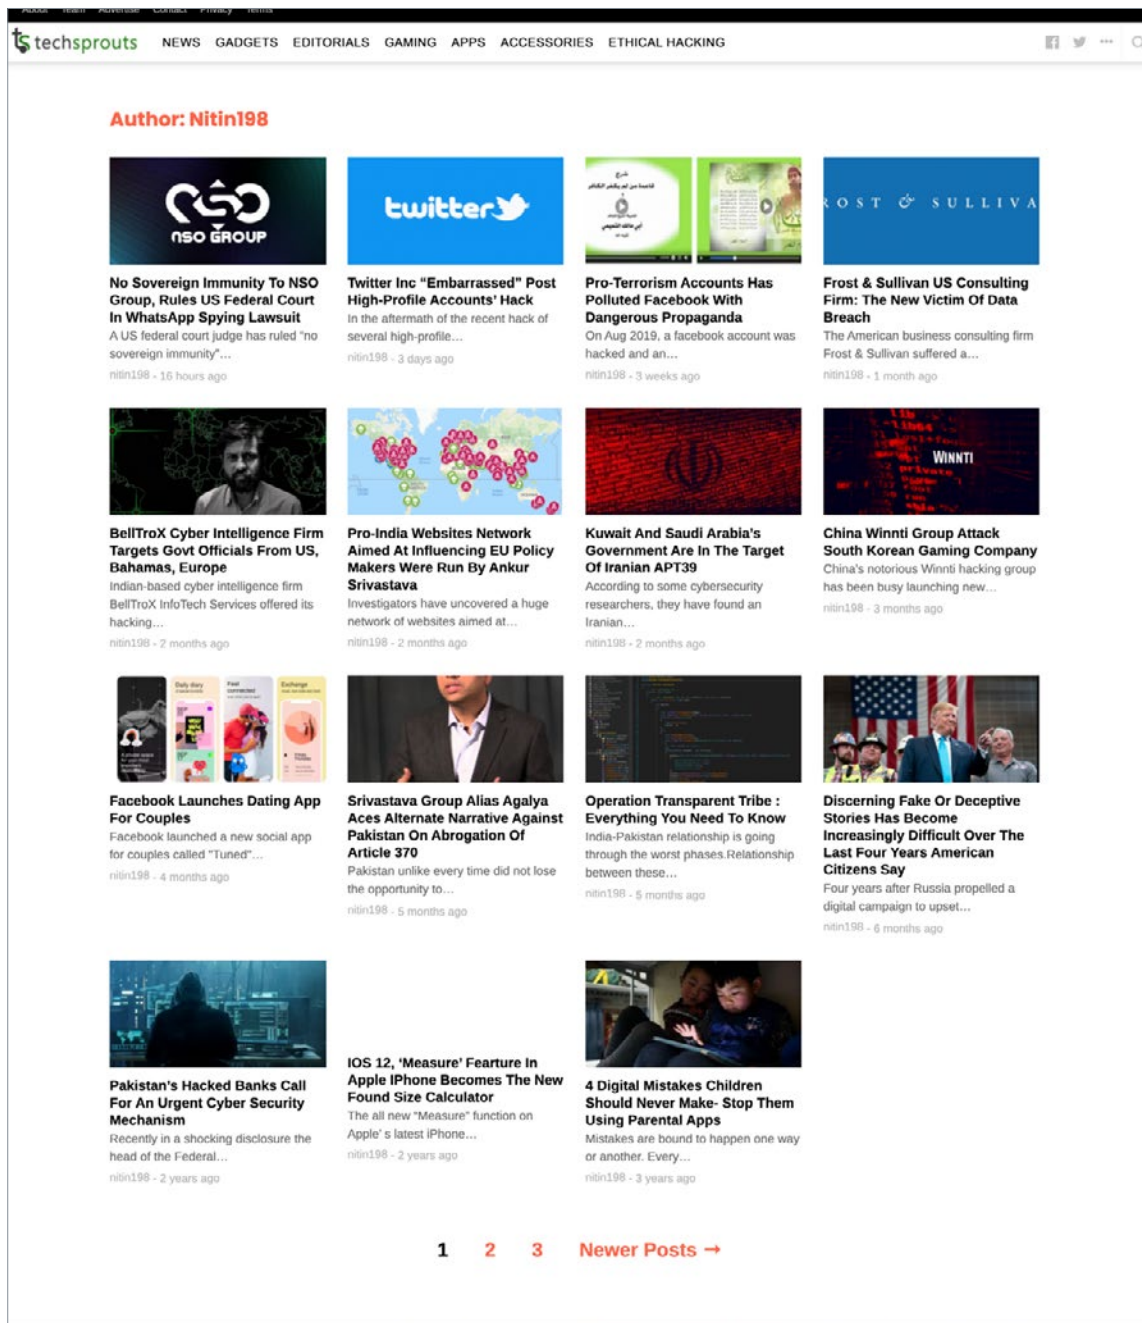 About Team Advertise Contact Privacy Terms
techsprouts NEWS GADGETS EDITORIALS GAMING APPS ACCESSORIES ETHICAL HACKING
Author: Nitin198
NSO GROUP
No Sovereign Immunity To NSO
Group, Rules US Federal Court
In WhatsApp Spying Lawsuit
A US federal court judge has ruled “no
sovereign immunity”...
nitin198 - 16 hours ago
twitter
Twitter Inc “Embarrassed” Post
High-Profile Accounts’ Hack
In the aftermath of the recent hack of
several high-profile...
nitin198 - 3 days ago
شرح
قاعدة من لم يكفر الكافر
Pro-Terrorism Accounts Has
Polluted Facebook With
Dangerous Propaganda
On Aug 2019, a facebook account was
hacked and an...
nitin198 - 3 weeks ago
ROST & SULLIVA
Frost & Sullivan US Consulting
Firm: The New Victim Of Data
Breach
The American business consulting firm
Frost & Sullivan suffered a...
nitin198 - 1 month ago
BellTroX Cyber Intelligence Firm
Targets Govt Officials From US,
Bahamas, Europe
Indian-based cyber intelligence firm
BellTroX InfoTech Services offered its
hacking...
nitin198 - 2 months ago
Pro-India Websites Network
Aimed At Influencing EU Policy
Makers Were Run By Ankur
Srivastava
Investigators have uncovered a huge
network of websites aimed at...
nitin198 - 2 months ago
Kuwait And Saudi Arabia’s
Government Are In The Target
Of Iranian APT39
According to some cybersecurity
researchers, they have found an
Iranian...
nitin198 - 2 months ago
WINNTI
China Winnti Group Attack
South Korean Gaming Company
China's notorious Winnti hacking group
has been busy launching new...
nitin198 - 3 months ago
Daily diary
Feel
connected
Exchange
Facebook Launches Dating App
For Couples
Facebook launched a new social app
for couples called "Tuned"...
nitin198 - 4 months ago
Srivastava Group Alias Agalya
Aces Alternate Narrative Against
Pakistan On Abrogation Of
Article 370
Pakistan unlike every time did not lose
the opportunity to...
nitin198 - 5 months ago
Operation Transparent Tribe :
Everything You Need To Know
India-Pakistan relationship is going
through the worst phases.Relationship
between these...
nitin198 - 5 months ago
Discerning Fake Or Deceptive
Stories Has Become
Increasingly Difficult Over The
Last Four Years American
Citizens Say
Four years after Russia propelled a
digital campaign to upset...
nitin198 - 6 months ago
Pakistan's Hacked Banks Call
For An Urgent Cyber Security
Mechanism
Recently in a shocking disclosure the
head of the Federal...
nitin198 - 2 years ago
IOS 12, ‘Measure’ Fearture In
Apple IPhone Becomes The New
Found Size Calculator
The all new “Measure” function on
Apple’ s latest iPhone...
nitin198 - 2 years ago
4 Digital Mistakes Children
Should Never Make- Stop Them
Using Parental Apps
Mistakes are bound to happen one way
or another. Every...
nitin198 - 3 years ago
1 2 3 Newer Posts →